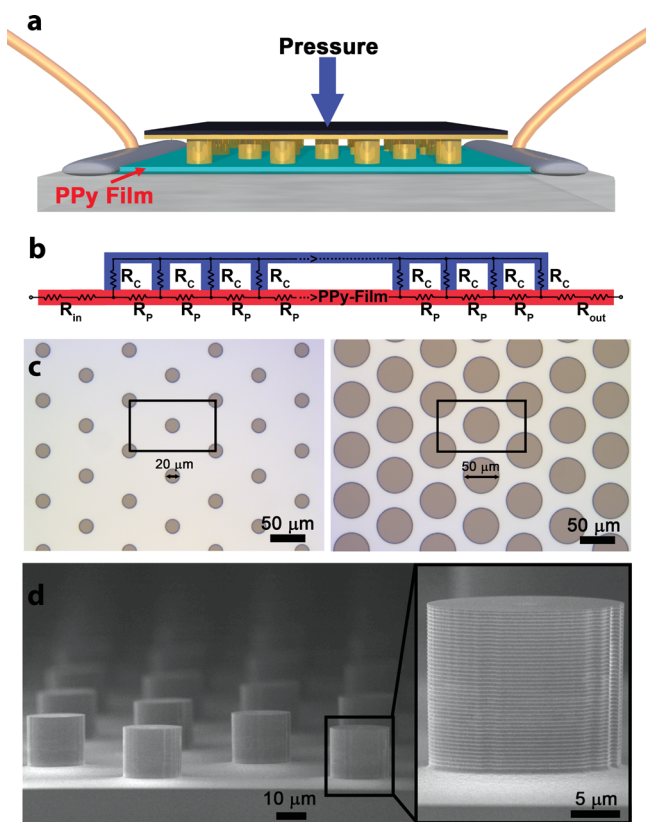 a
Pressure
PPy Film
b
R_C R_C R_C R_C R_C R_C R_C R_C
PPy-Film
R_in R_P R_P R_P R_P R_P R_P R_P R_out
c
20 μm
50 μm
50 μm
50 μm
d
10 μm
5 μm